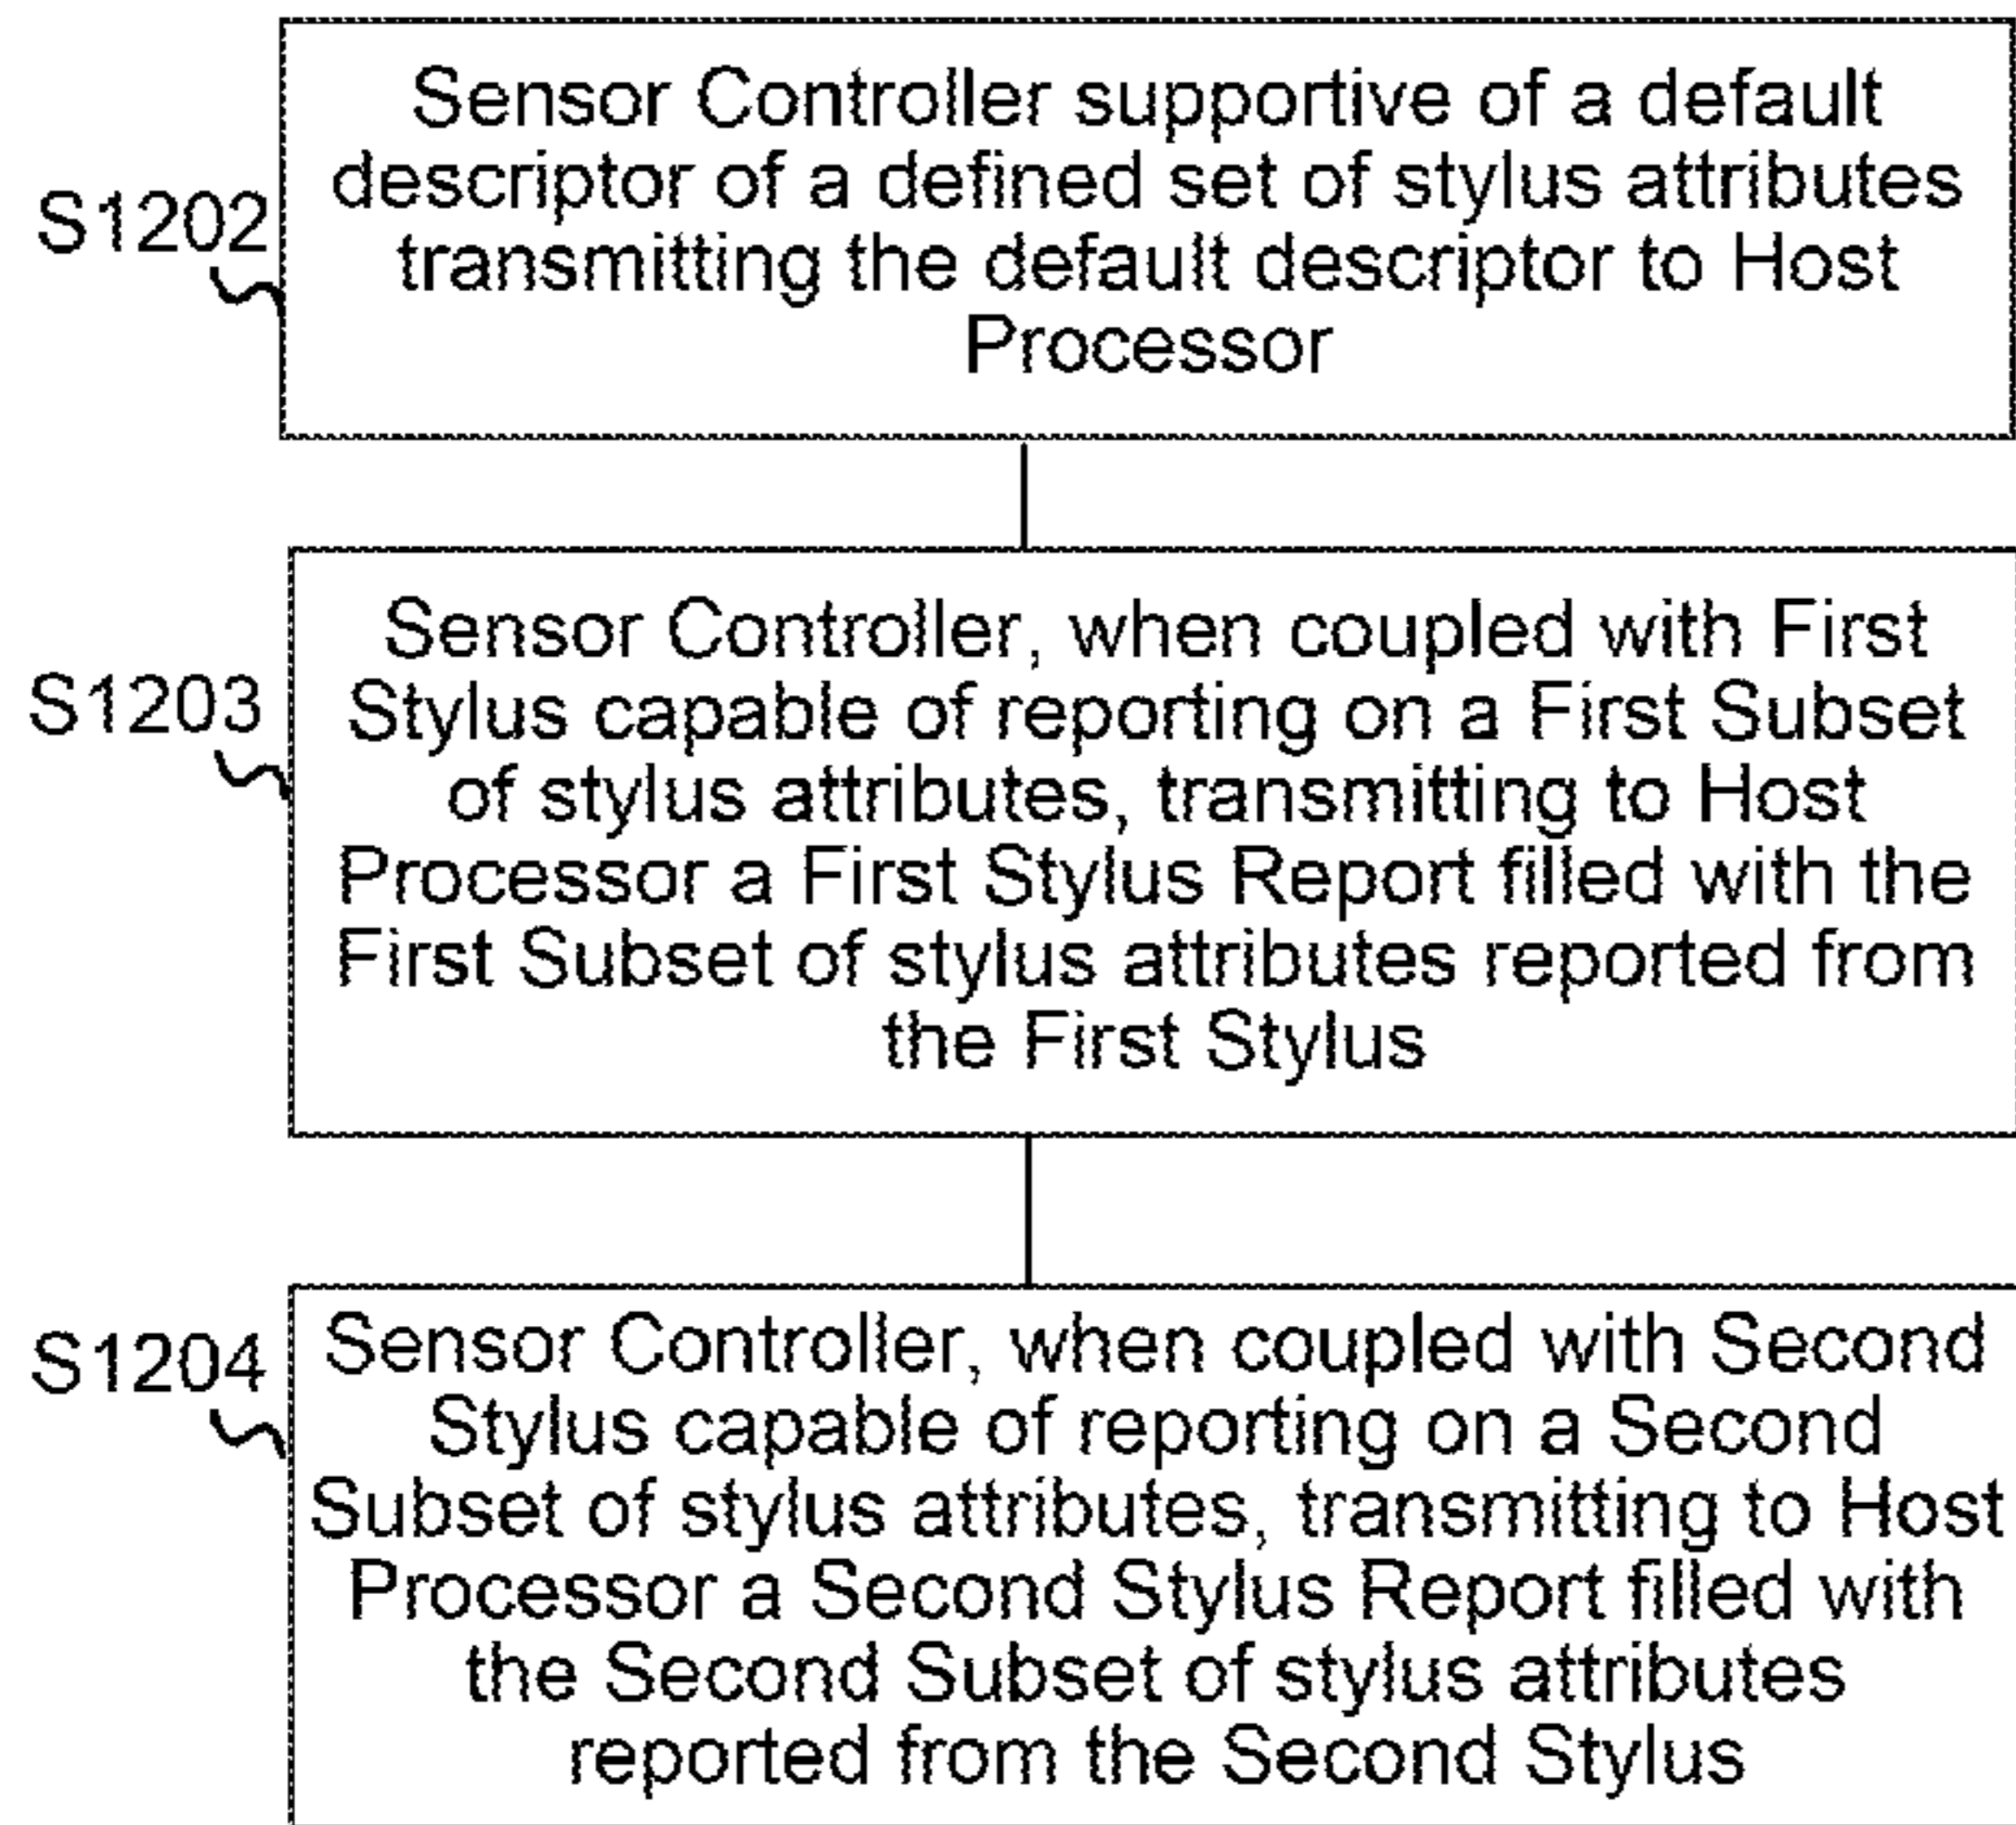 Sensor Controller supportive of a default
descriptor of a defined set of stylus attributes
S1202
transmitting the default descriptor to Host
Processor
Sensor Controller, when coupled with First
S1203
Stylus capable of reporting on a First Subset
of stylus attributes, transmitting to Host
Processor a First Stylus Report filled with the
First Subset of stylus attributes reported from
the First Stylus
S1204
Sensor Controller, when coupled with Second
Stylus capable of reporting on a Second
Subset of stylus attributes, transmitting to Host
Processor a Second Stylus Report filled with
the Second Subset of stylus attributes
reported from the Second Stylus